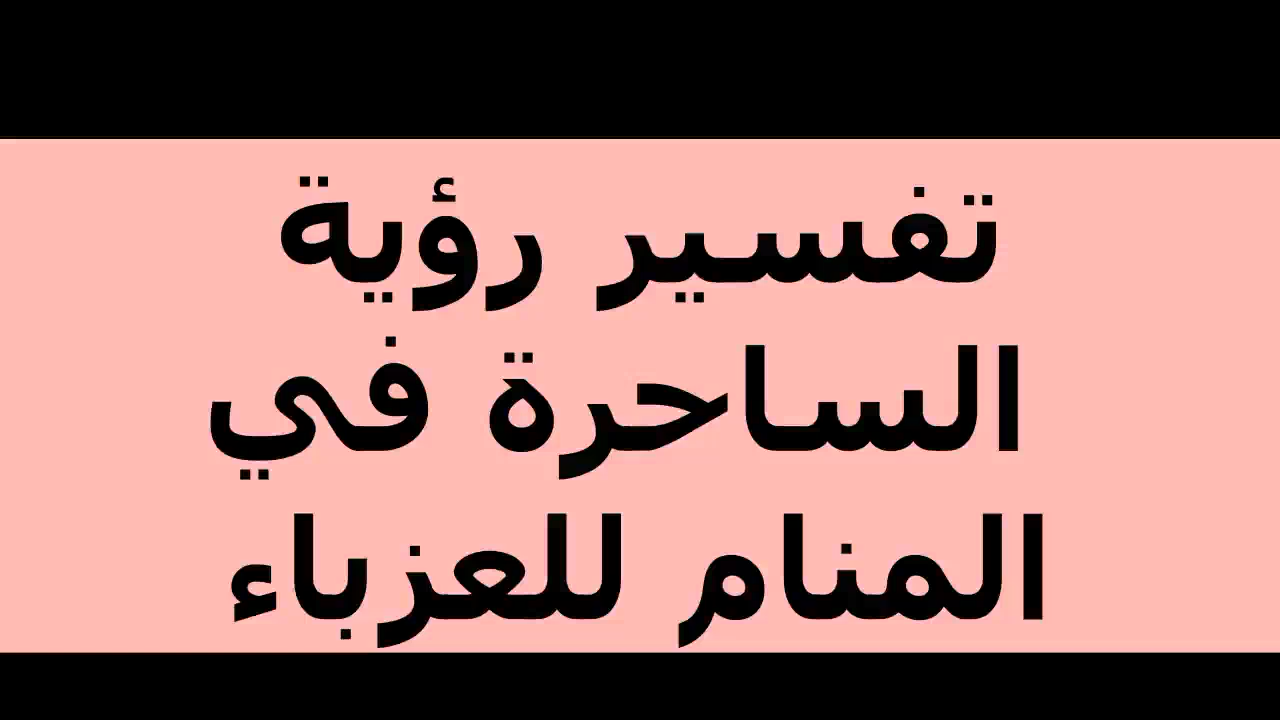 تفسير رؤية
الساحرة في
المنام للعزباء